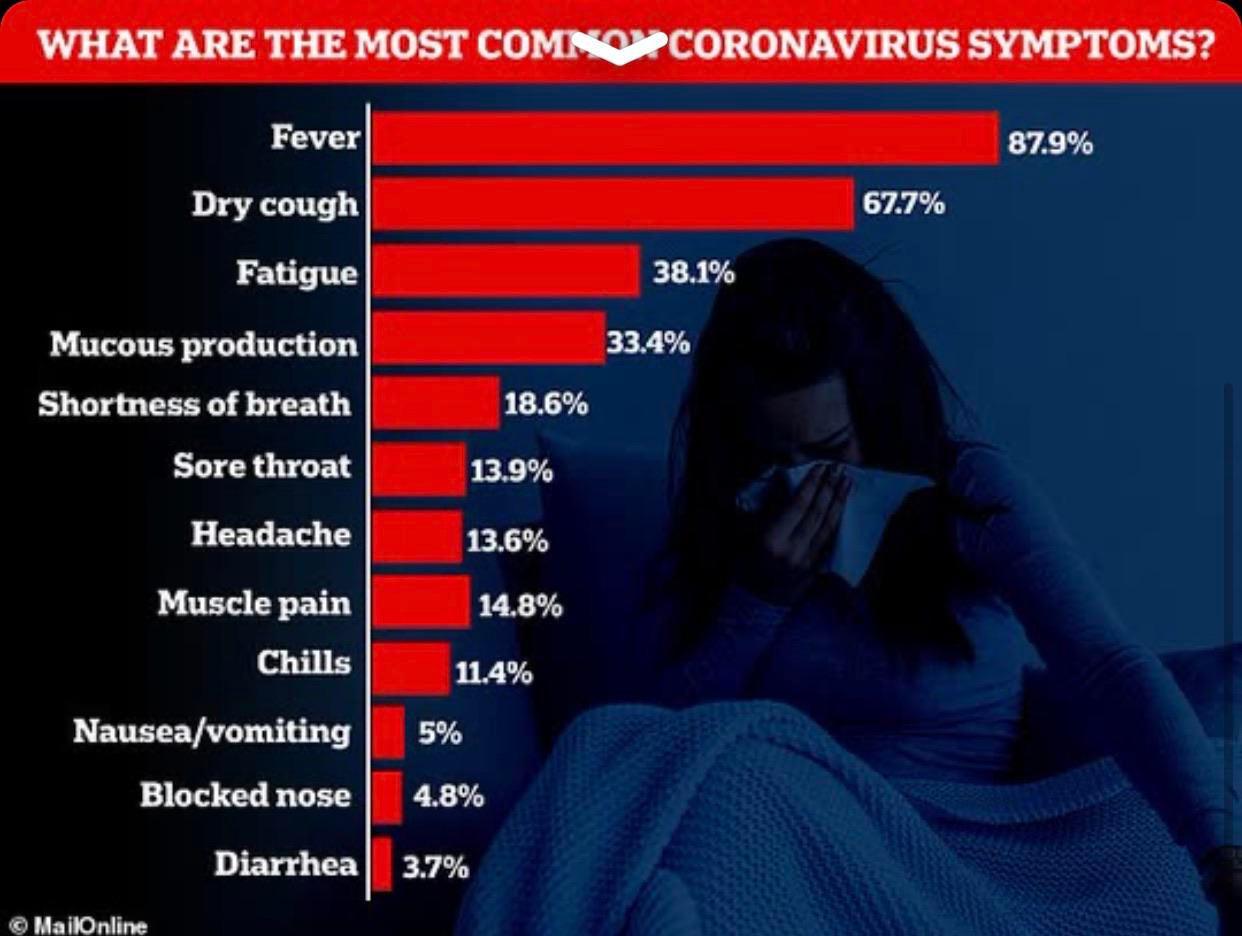 WHAT ARE THE MOST COMMON CORONAVIRUS SYMPTOMS?
Fever 87.9%
Dry cough 67.7%
Fatigue 38.1%
Mucous production 33.4%
Shortness of breath 18.6%
Sore throat 13.9%
Headache 13.6%
Muscle pain 14.8%
Chills 11.4%
Nausea/vomiting 5%
Blocked nose 4.8%
Diarrhea 3.7%
© MailOnline